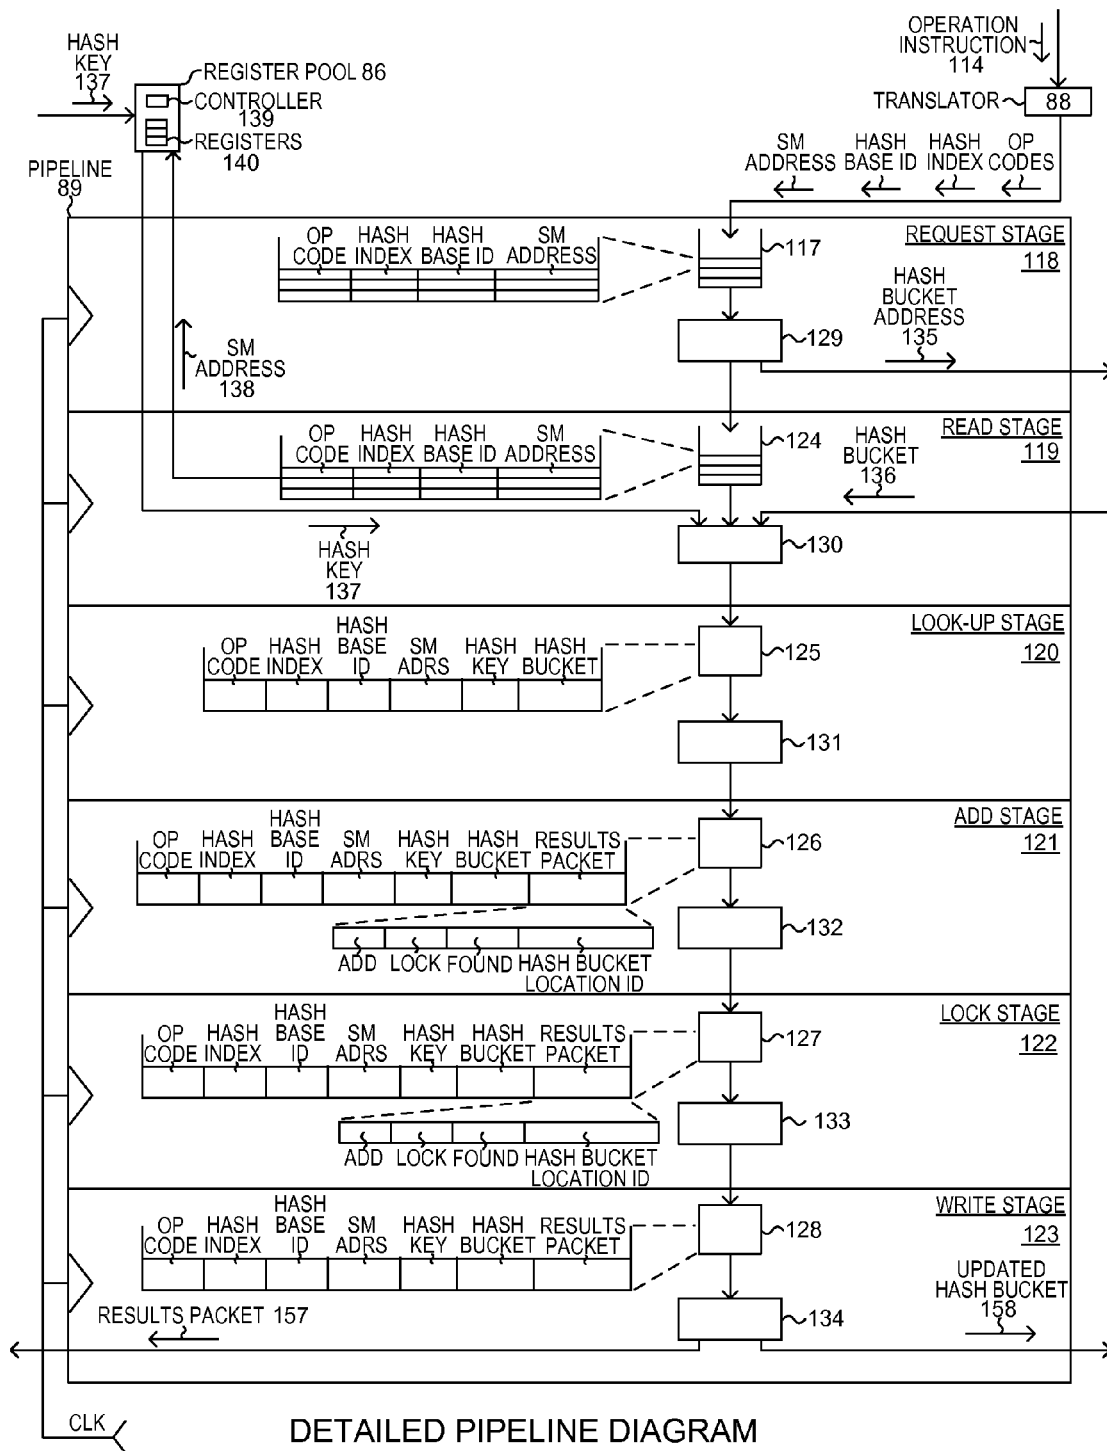 HASH
KEY
137
REGISTER POOL 86
CONTROLLER
139
REGISTERS
140
OPERATION
INSTRUCTION
114
TRANSLATOR
88
SM
ADDRESS
HASH
BASE ID
HASH
INDEX
OP
CODES
PIPELINE
89
OP
CODE
HASH
INDEX
HASH
BASE ID
SM
ADDRESS
117
REQUEST STAGE
118
129
HASH
BUCKET
ADDRESS
135
SM
ADDRESS
138
OP
CODE
HASH
INDEX
HASH
BASE ID
SM
ADDRESS
124
READ STAGE
119
HASH
BUCKET
136
130
HASH
KEY
137
LOOK-UP STAGE
120
OP
CODE
HASH
INDEX
HASH
BASE
ID
SM
ADRS
HASH
KEY
HASH
BUCKET
125
131
ADD STAGE
121
OP
CODE
HASH
INDEX
HASH
BASE
ID
SM
ADRS
HASH
KEY
HASH
BUCKET
RESULTS
PACKET
126
132
ADD
LOCK
FOUND
HASH BUCKET
LOCATION ID
LOCK STAGE
122
OP
CODE
HASH
INDEX
HASH
BASE
ID
SM
ADRS
HASH
KEY
HASH
BUCKET
RESULTS
PACKET
127
133
ADD
LOCK
FOUND
HASH BUCKET
LOCATION ID
WRITE STAGE
123
OP
CODE
HASH
INDEX
HASH
BASE
ID
SM
ADRS
HASH
KEY
HASH
BUCKET
RESULTS
PACKET
128
134
UPDATED
HASH BUCKET
158
RESULTS PACKET 157
CLK
DETAILED PIPELINE DIAGRAM